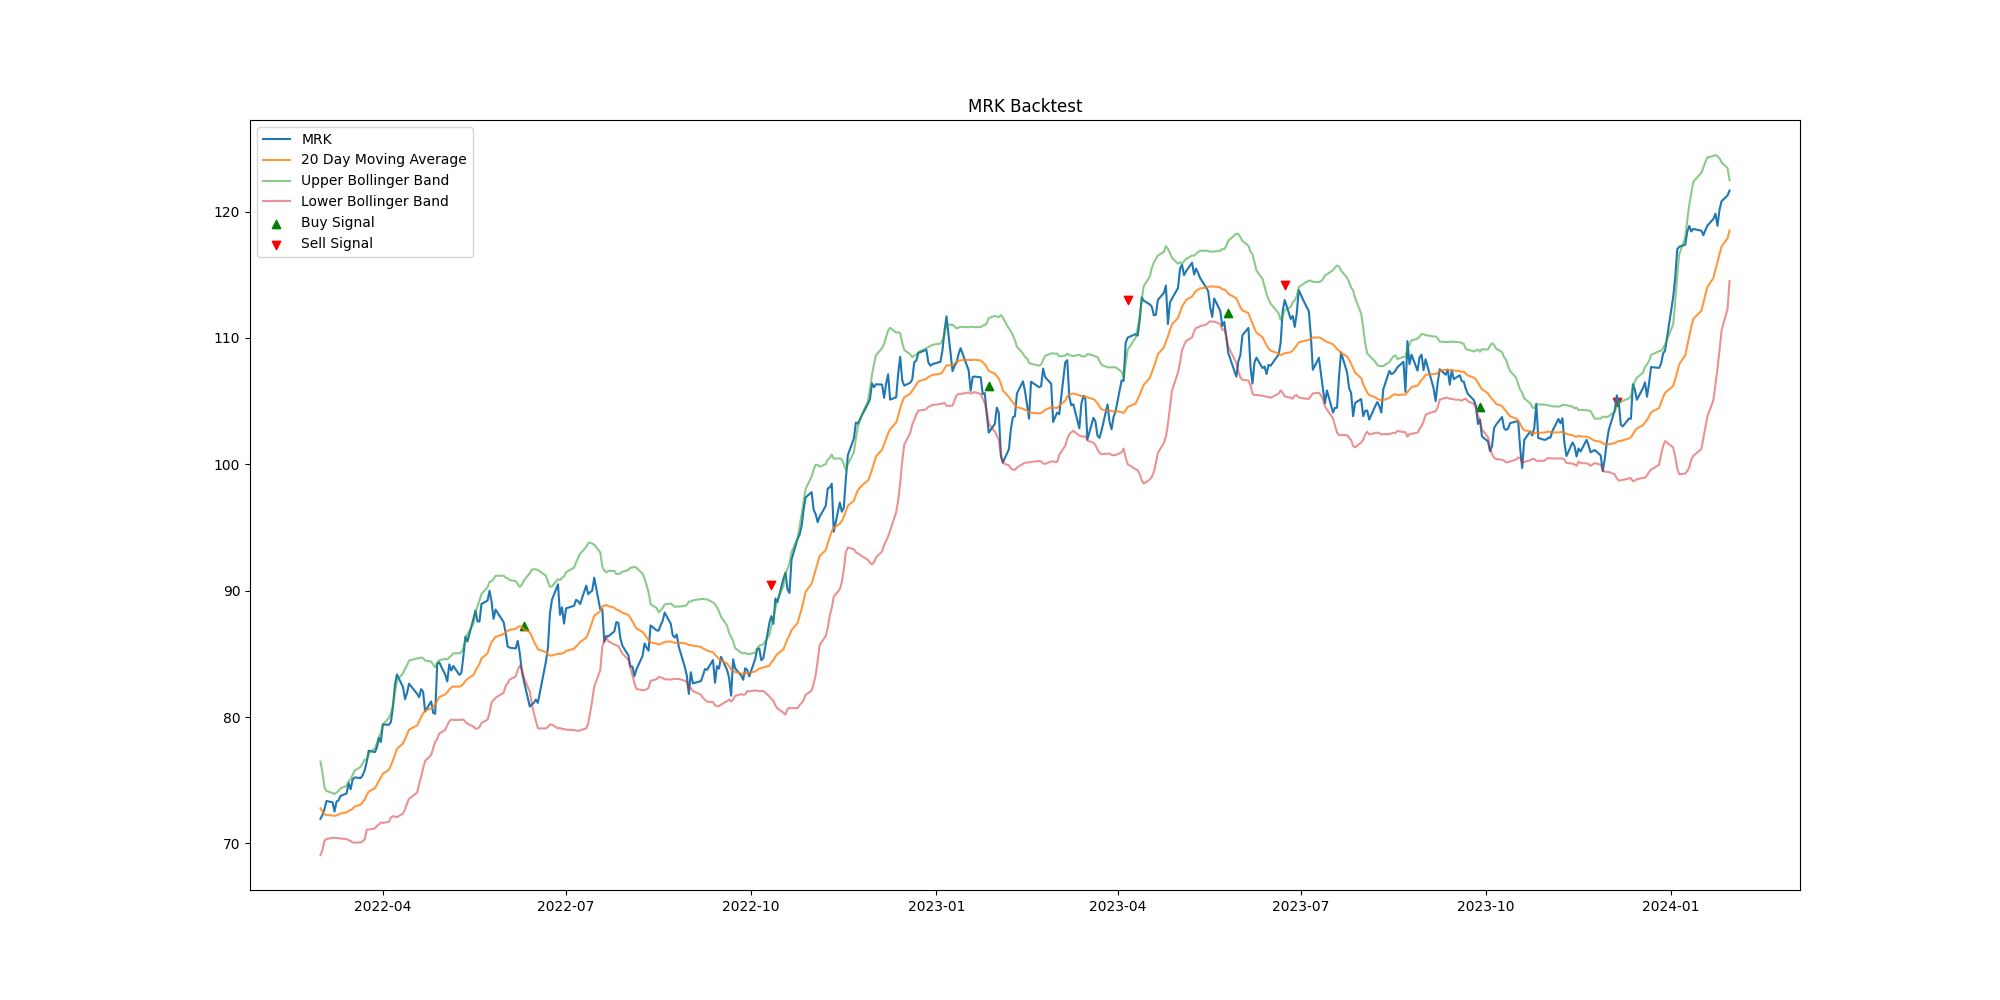 MRK Backtest
MRK
20 Day Moving Average
Upper Bollinger Band
Lower Bollinger Band
Buy Signal
Sell Signal
120
110
100
90
80
70
2022-04 2022-07 2022-10 2023-01 2023-04 2023-07 2023-10 2024-01